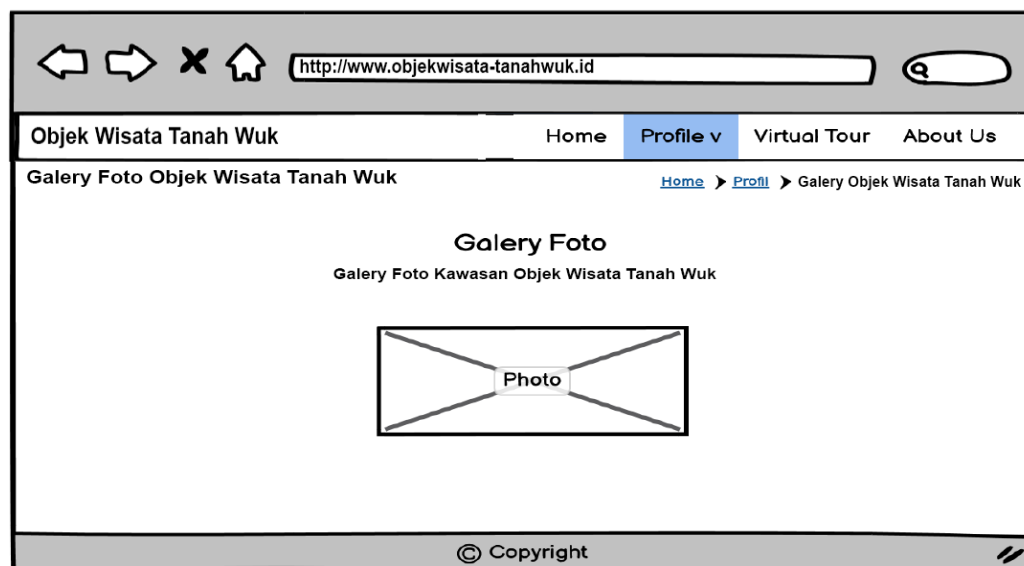 http://www.objekwisata-tanahwuk.id
Objek Wisata Tanah Wuk Home Profile v Virtual Tour About Us
Galery Foto Objek Wisata Tanah Wuk Home Profil Galery Objek Wisata Tanah Wuk
Galery Foto
Galery Foto Kawasan Objek Wisata Tanah Wuk
Photo
© Copyright